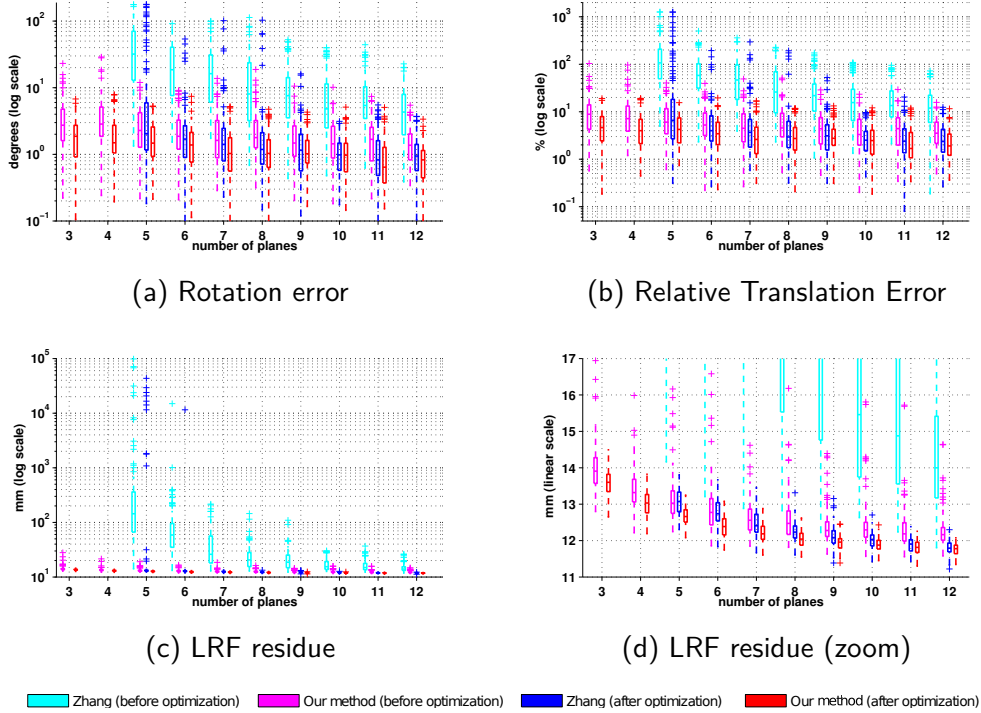 10²
10¹
10⁰
10⁻¹
degrees (log scale)
3 4 5 6 7 8 9 10 11 12
number of planes
(a) Rotation error
10³
10²
10¹
10⁰
10⁻¹
% (log scale)
3 4 5 6 7 8 9 10 11 12
number of planes
(b) Relative Translation Error
10⁵
10⁴
10³
10²
10¹
mm (log scale)
3 4 5 6 7 8 9 10 11 12
number of planes
(c) LRF residue
17
16
15
14
13
12
11
mm (linear scale)
3 4 5 6 7 8 9 10 11 12
number of planes
(d) LRF residue (zoom)
Zhang (before optimization) Our method (before optimization) Zhang (after optimization) Our method (after optimization)